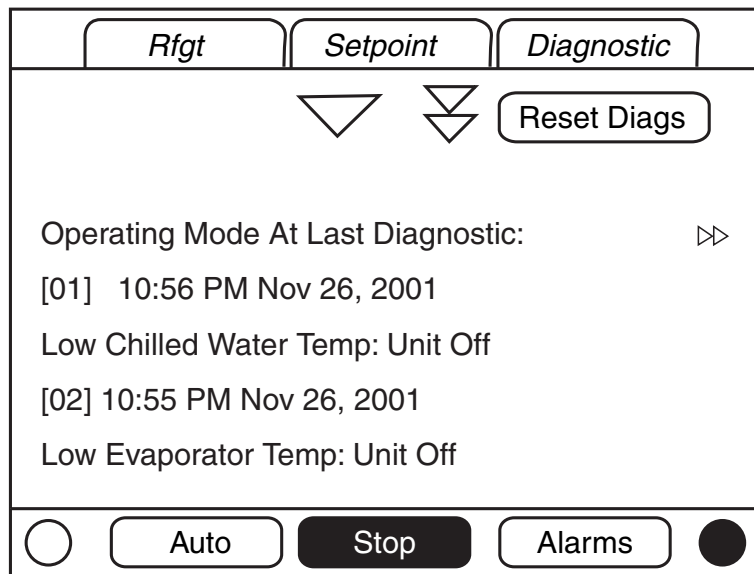 Rfgt Setpoint Diagnostic
Reset Diags
Operating Mode At Last Diagnostic:
[01] 10:56 PM Nov 26, 2001
Low Chilled Water Temp: Unit Off
[02] 10:55 PM Nov 26, 2001
Low Evaporator Temp: Unit Off
Auto Stop Alarms